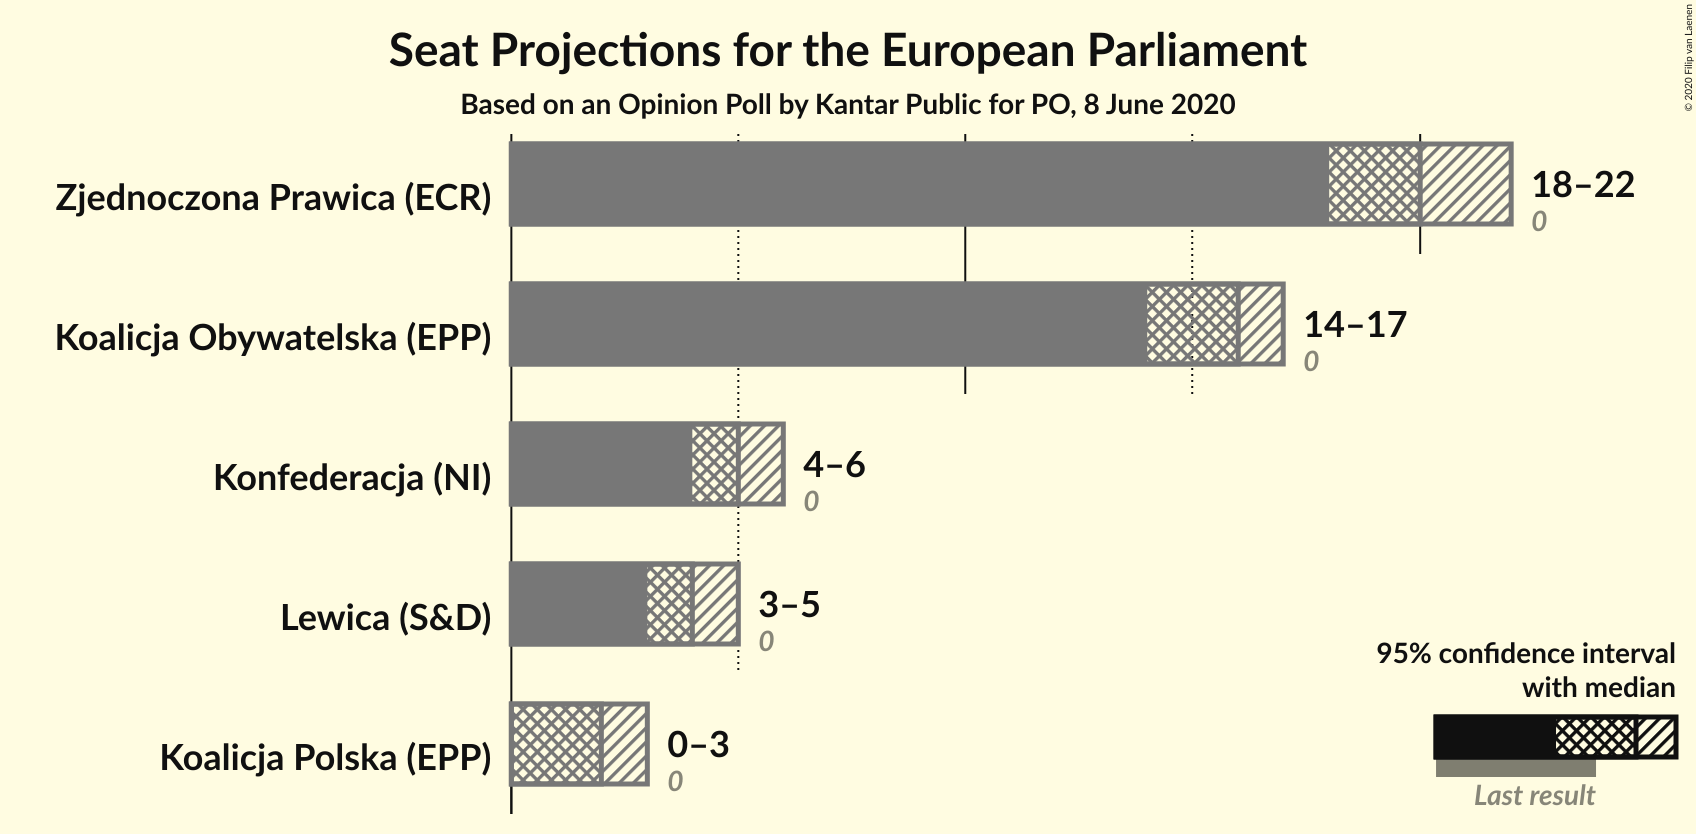 Seat Projections for the European Parliament
Based on an Opinion Poll by Kantar Public for PO, 8 June 2020
© 2020 Filip van Laenen
Zjednoczona Prawica (ECR)
18–22
0
Koalicja Obywatelska (EPP)
14–17
0
Konfederacja (NI)
4–6
0
Lewica (S&D)
3–5
0
Koalicja Polska (EPP)
0–3
0
95% confidence interval
with median
Last result